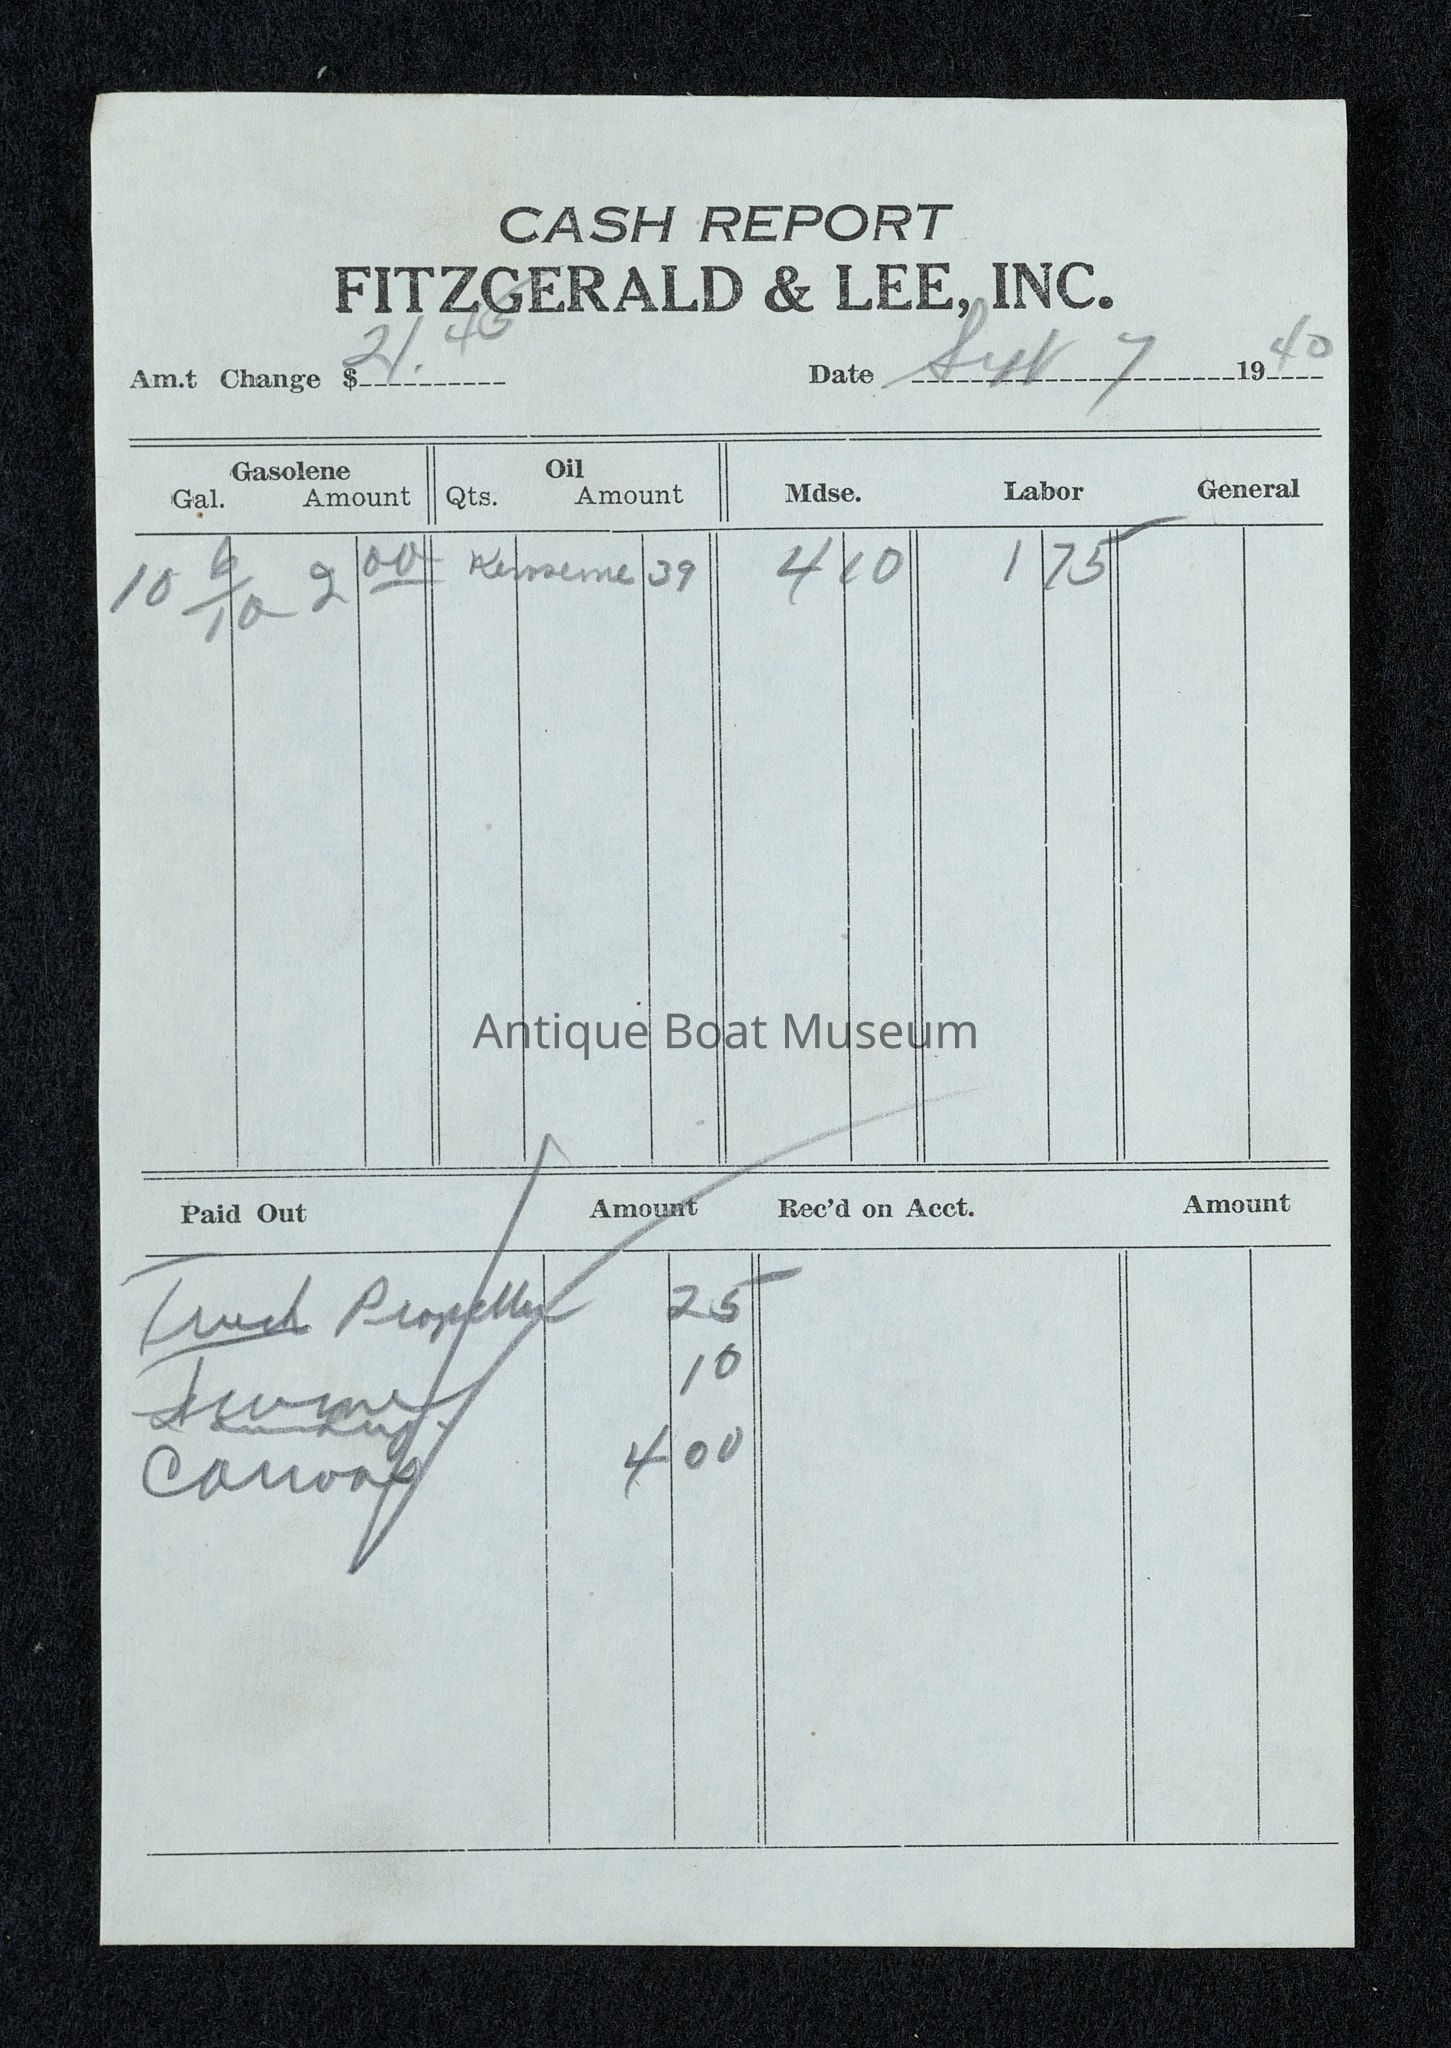 CASH REPORT
FITZGERALD & LEE, INC.
Am.t Change $ 21.45 Date Sept 7 1940
Gasolene Oil
Gal. Amount Qts. Amount Mdse. Labor General
10 6/10 2 00 Kerosene 39 4 10 1 75
Antique Boat Museum
Paid Out Amount Rec'd on Acct. Amount
Truck Propeller 25
10
Conroy 4 00